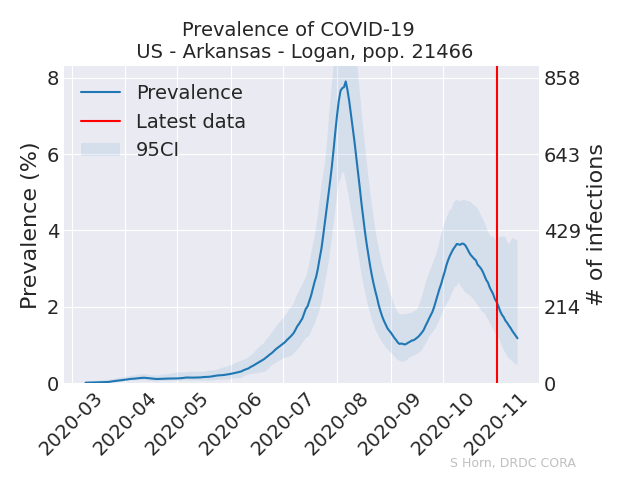 Prevalence of COVID-19
US - Arkansas - Logan, pop. 21466
Prevalence (%)
8
6
4
2
0
Prevalence
Latest data
95CI
858
643
429
214
0
# of infections
2020-03
2020-04
2020-05
2020-06
2020-07
2020-08
2020-09
2020-10
2020-11
S Horn, DRDC CORA